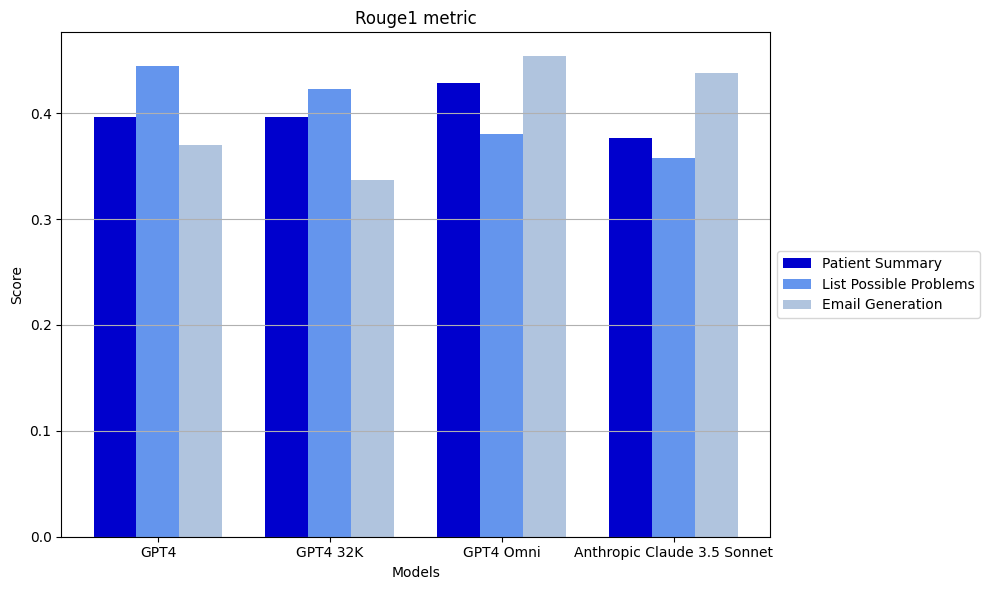 Rouge1 metric
Score
0.4
0.3
0.2
0.1
0.0
GPT4 GPT4 32K GPT4 Omni Anthropic Claude 3.5 Sonnet
Models
Patient Summary
List Possible Problems
Email Generation